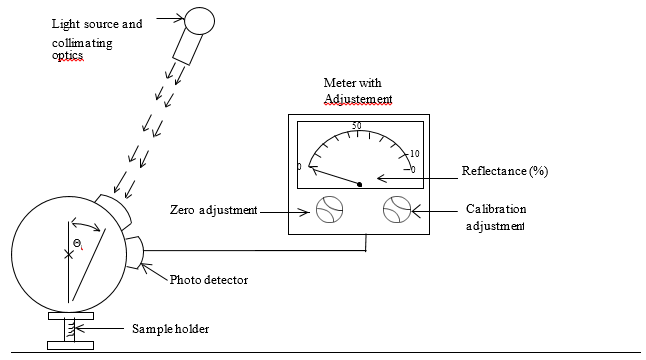 Light source and
collimating
optics
Meter with
Adjustement
50
0
10
0
Reflectance (%)
Zero adjustment
Calibration
adjustment
Θi
Photo detector
Sample holder